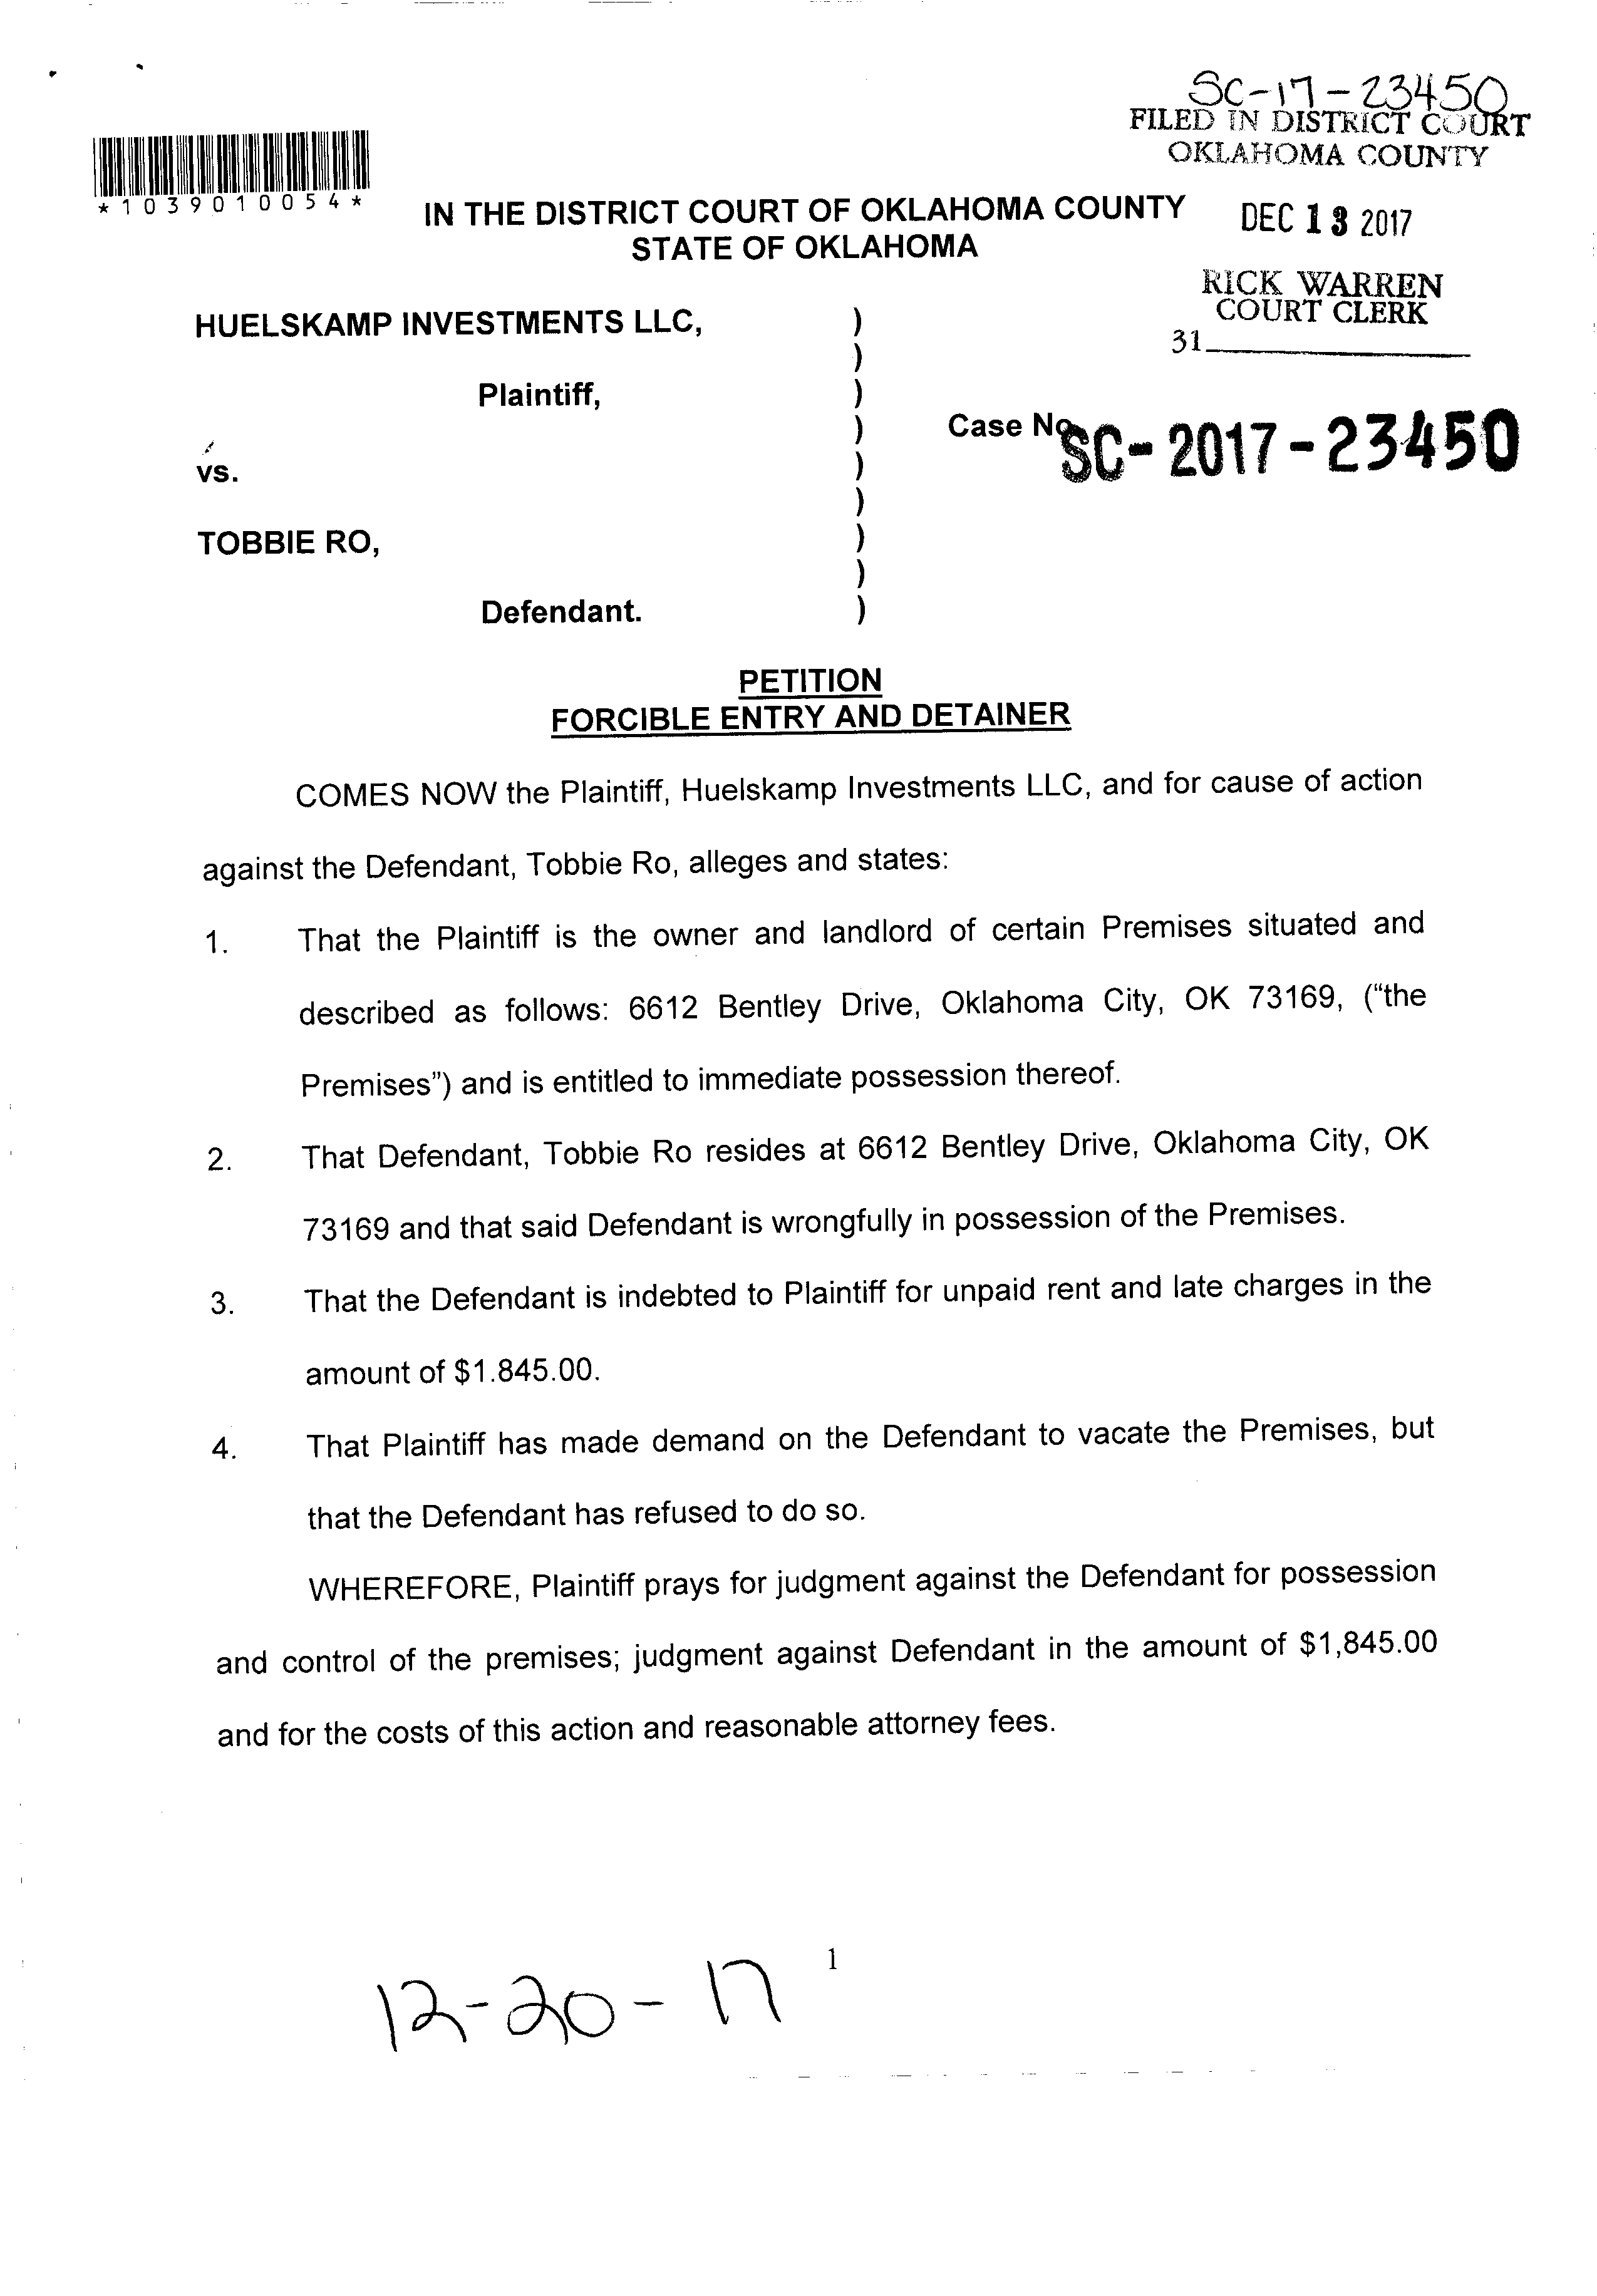 SC-17-23450
FILED IN DISTRICT COURT
OKLAHOMA COUNTY
*1039010054*
IN THE DISTRICT COURT OF OKLAHOMA COUNTY
STATE OF OKLAHOMA
DEC 13 2017
RICK WARREN
COURT CLERK
31
HUELSKAMP INVESTMENTS LLC, )
)
Plaintiff, )
)
vs. )
)
TOBBIE RO, )
)
Defendant. )
Case No. SC-2017-23450
PETITION
FORCIBLE ENTRY AND DETAINER
COMES NOW the Plaintiff, Huelskamp Investments LLC, and for cause of action
against the Defendant, Tobbie Ro, alleges and states:
1. That the Plaintiff is the owner and landlord of certain Premises situated and
described as follows: 6612 Bentley Drive, Oklahoma City, OK 73169, (“the
Premises”) and is entitled to immediate possession thereof.
2. That Defendant, Tobbie Ro resides at 6612 Bentley Drive, Oklahoma City, OK
73169 and that said Defendant is wrongfully in possession of the Premises.
3. That the Defendant is indebted to Plaintiff for unpaid rent and late charges in the
amount of $1.845.00.
4. That Plaintiff has made demand on the Defendant to vacate the Premises, but
that the Defendant has refused to do so.
WHEREFORE, Plaintiff prays for judgment against the Defendant for possession
and control of the premises; judgment against Defendant in the amount of $1,845.00
and for the costs of this action and reasonable attorney fees.
1
12-20-17